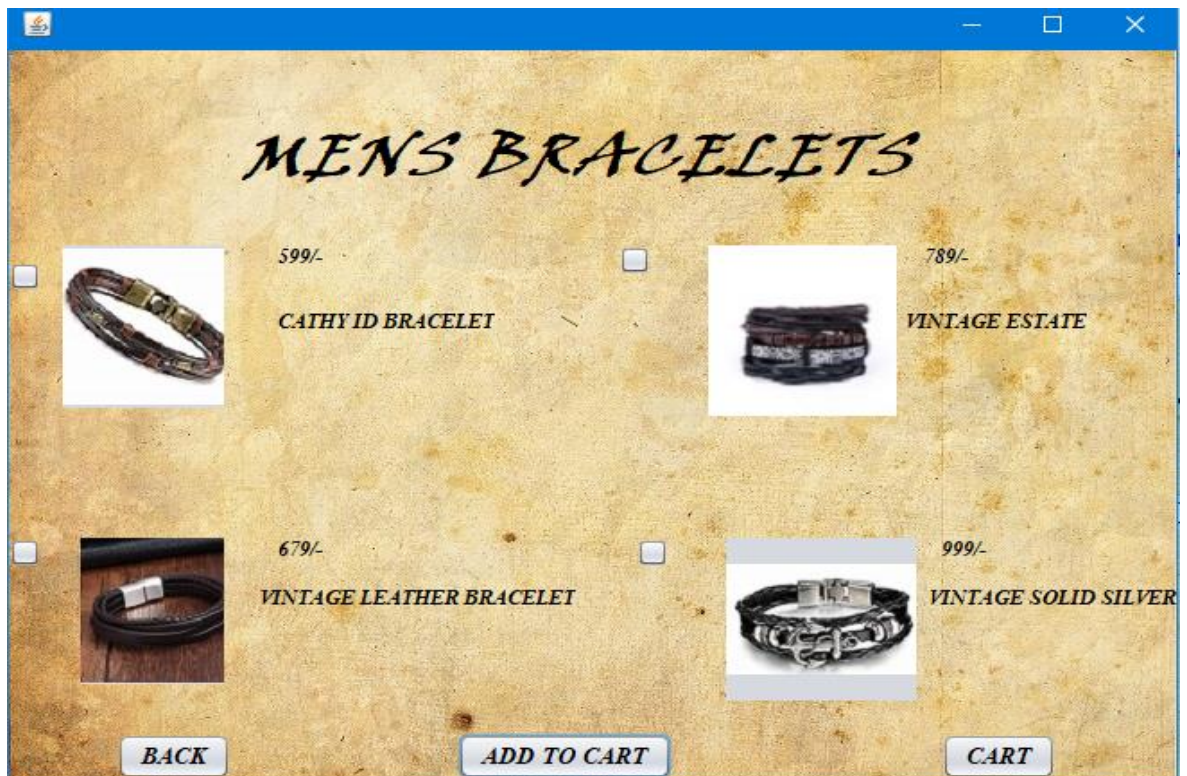 MENS BRACELETS
599/-
CATHY ID BRACELET
789/-
VINTAGE ESTATE
679/-
VINTAGE LEATHER BRACELET
999/-
VINTAGE SOLID SILVER
BACK
ADD TO CART
CART